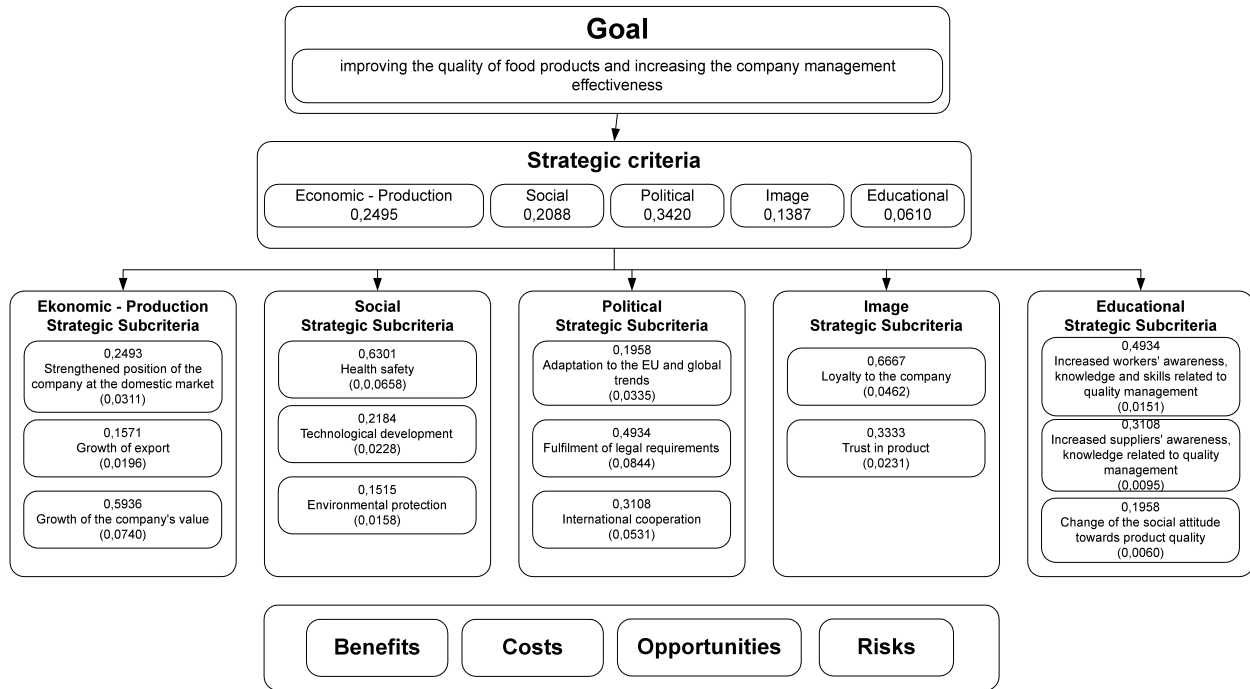 Goal
improving the quality of food products and increasing the company management
effectiveness
Strategic criteria
Economic - Production
0,2495
Social
0,2088
Political
0,3420
Image
0,1387
Educational
0,0610
Ekonomic - Production
Strategic Subcriteria
0,2493
Strengthened position of the
company at the domestic market
(0,0311)
0,1571
Growth of export
(0,0196)
0,5936
Growth of the company's value
(0,0740)
Social
Strategic Subcriteria
0,6301
Health safety
(0,0,0658)
0,2184
Technological development
(0,0228)
0,1515
Environmental protection
(0,0158)
Political
Strategic Subcriteria
0,1958
Adaptation to the EU and global
trends
(0,0335)
0,4934
Fulfilment of legal requirements
(0,0844)
0,3108
International cooperation
(0,0531)
Image
Strategic Subcriteria
0,6667
Loyalty to the company
(0,0462)
0,3333
Trust in product
(0,0231)
Educational
Strategic Subcriteria
0,4934
Increased workers' awareness,
knowledge and skills related to
quality management
(0,0151)
0,3108
Increased suppliers' awareness,
knowledge related to quality
management
(0,0095)
0,1958
Change of the social attitude
towards product quality
(0,0060)
Benefits
Costs
Opportunities
Risks